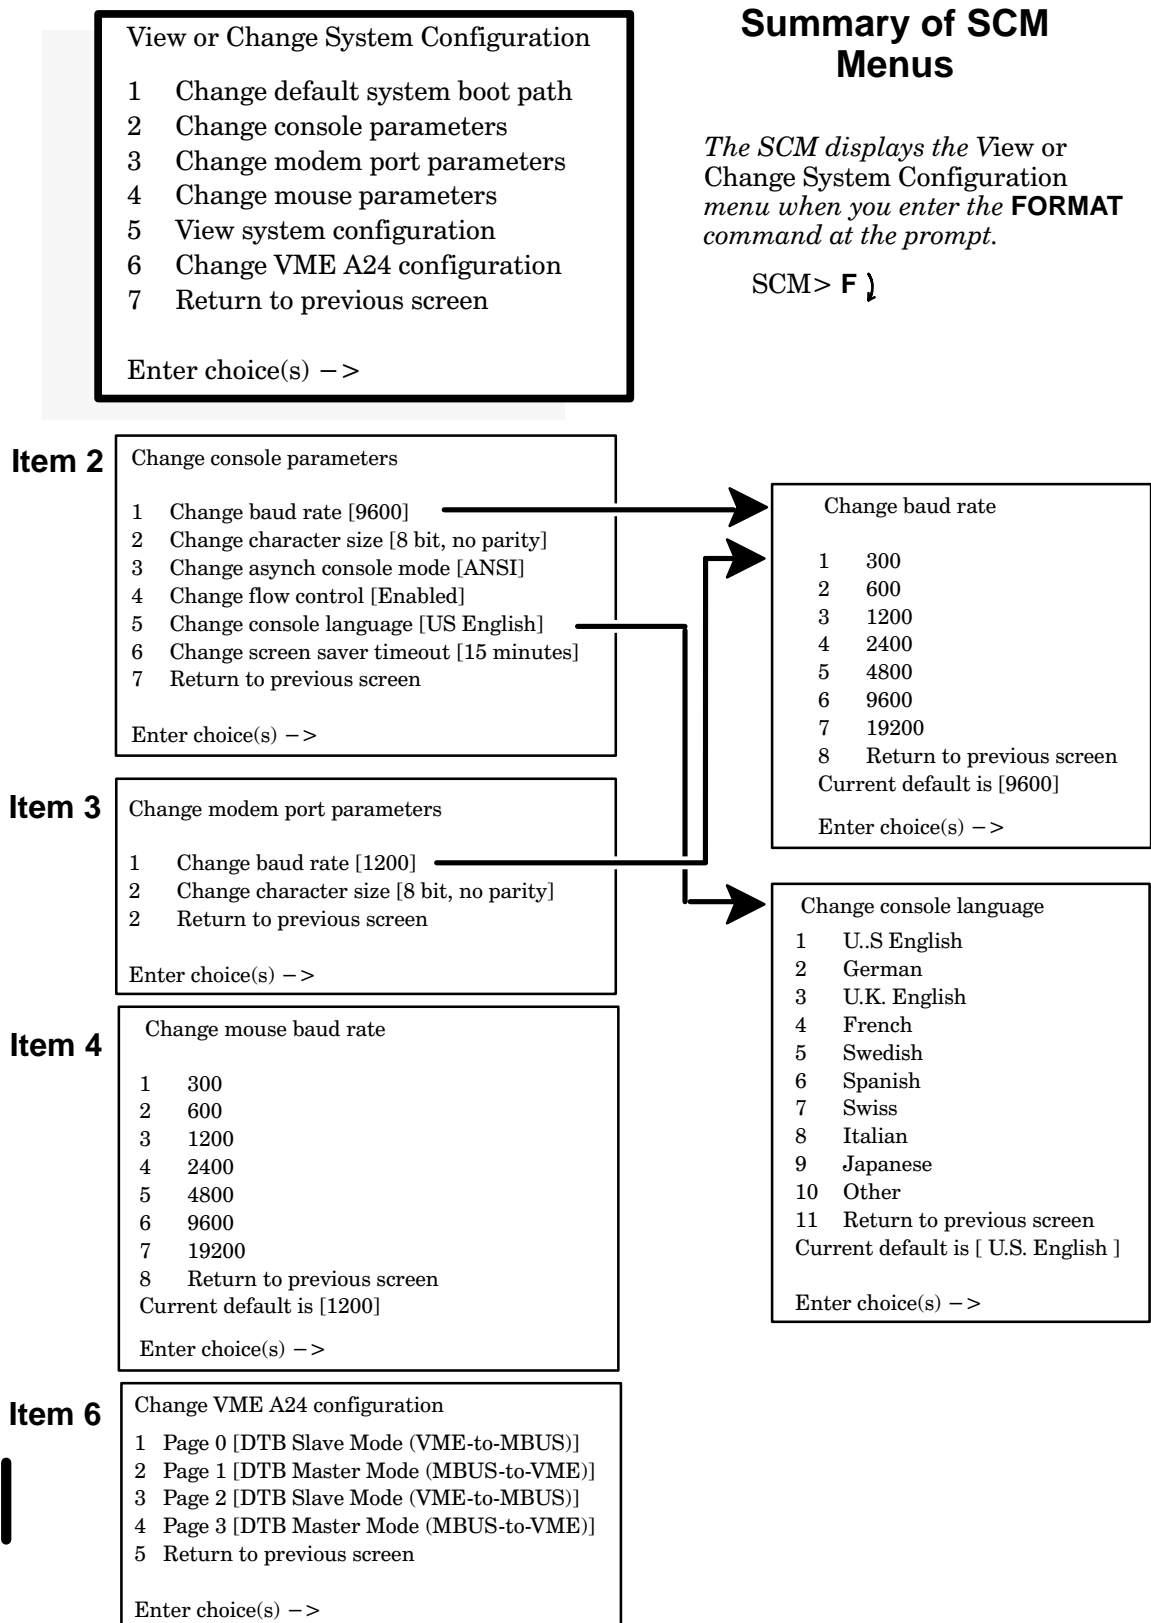 Summary of SCM
Menus
View or Change System Configuration
1 Change default system boot path
2 Change console parameters
3 Change modem port parameters
4 Change mouse parameters
5 View system configuration
6 Change VME A24 configuration
7 Return to previous screen
Enter choice(s) −>
The SCM displays the View or
Change System Configuration
menu when you enter the FORMAT
command at the prompt.
SCM> F
Item 2
Change console parameters
1 Change baud rate [9600]
2 Change character size [8 bit, no parity]
3 Change asynch console mode [ANSI]
4 Change flow control [Enabled]
5 Change console language [US English]
6 Change screen saver timeout [15 minutes]
7 Return to previous screen
Enter choice(s) −>
Change baud rate
1 300
2 600
3 1200
4 2400
5 4800
6 9600
7 19200
8 Return to previous screen
Current default is [9600]
Enter choice(s) −>
Item 3
Change modem port parameters
1 Change baud rate [1200]
2 Change character size [8 bit, no parity]
2 Return to previous screen
Enter choice(s) −>
Change console language
1 U..S English
2 German
3 U.K. English
4 French
5 Swedish
6 Spanish
7 Swiss
8 Italian
9 Japanese
10 Other
11 Return to previous screen
Current default is [ U.S. English ]
Enter choice(s) −>
Item 4
Change mouse baud rate
1 300
2 600
3 1200
4 2400
5 4800
6 9600
7 19200
8 Return to previous screen
Current default is [1200]
Enter choice(s) −>
Item 6
Change VME A24 configuration
1 Page 0 [DTB Slave Mode (VME-to-MBUS)]
2 Page 1 [DTB Master Mode (MBUS-to-VME)]
3 Page 2 [DTB Slave Mode (VME-to-MBUS)]
4 Page 3 [DTB Master Mode (MBUS-to-VME)]
5 Return to previous screen
Enter choice(s) −>